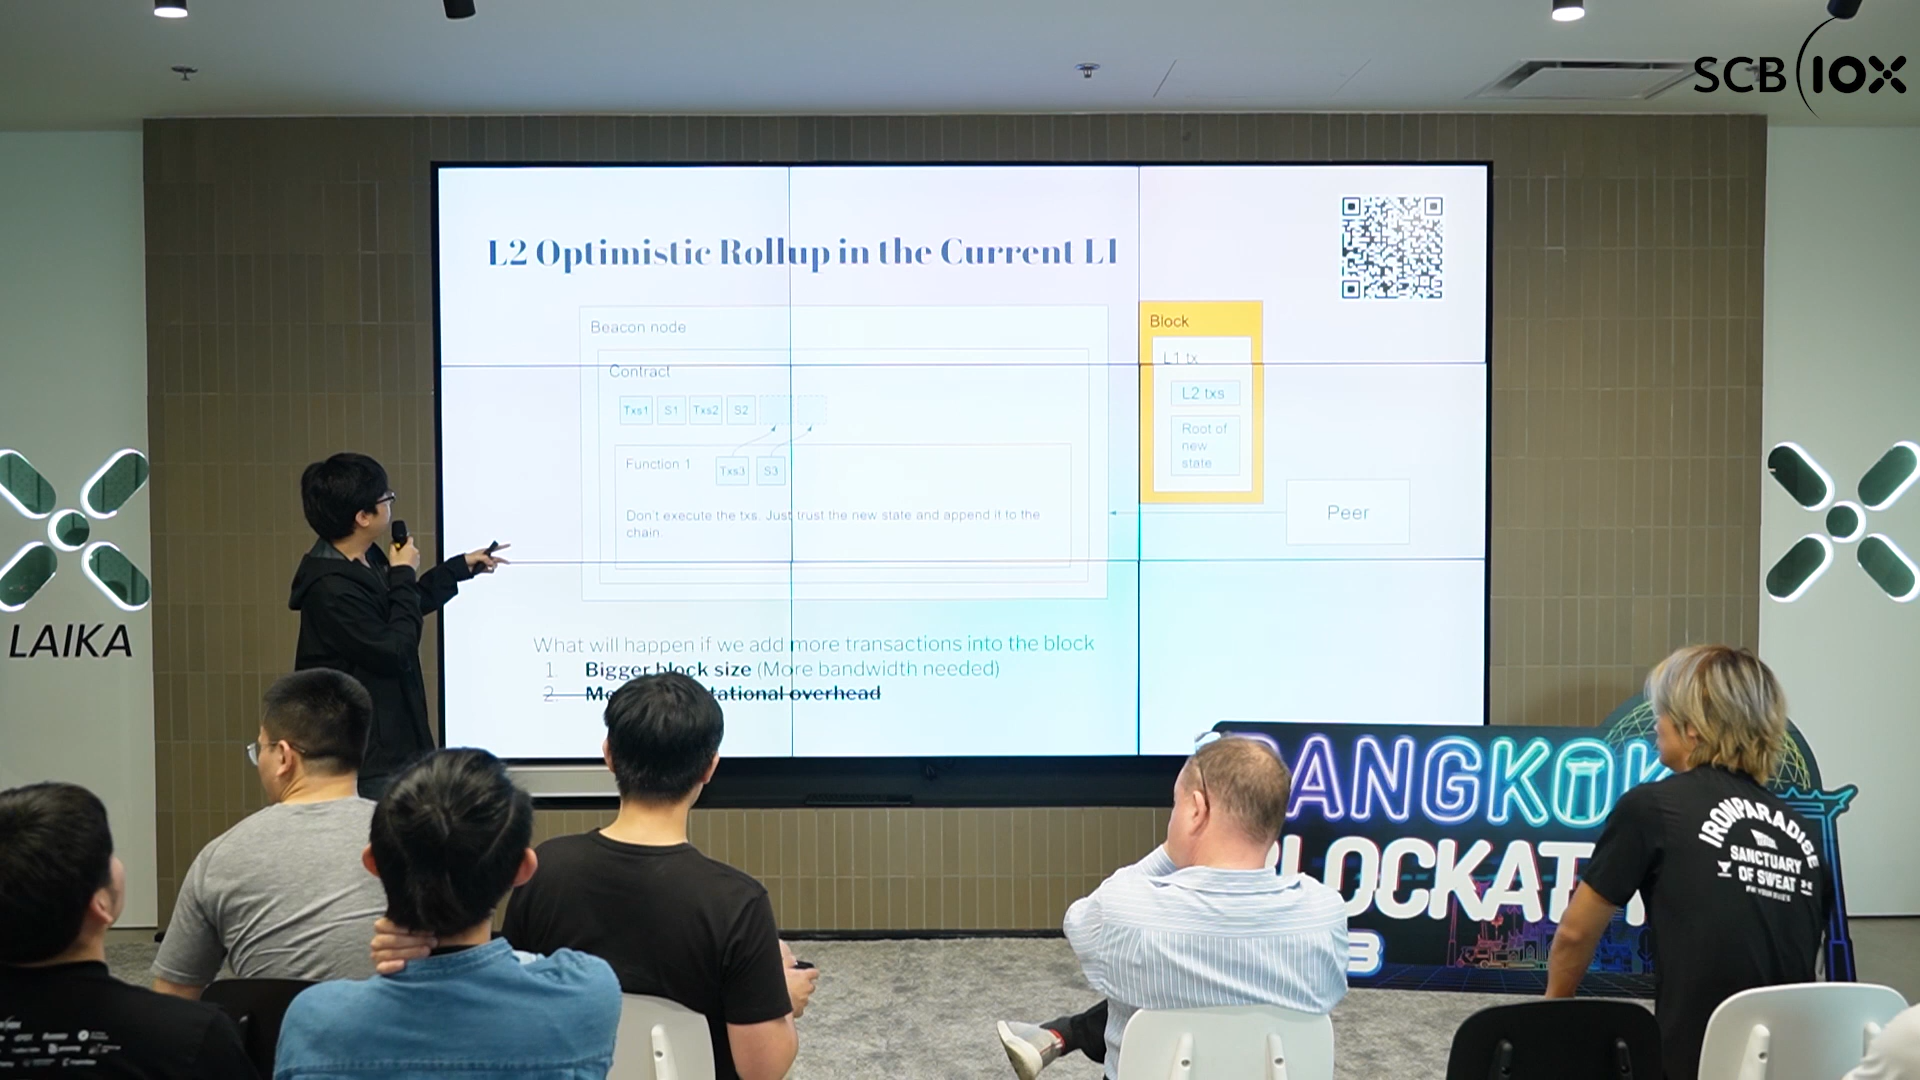 SCB 10X
L2 Optimistic Rollup in the Current L1
Beacon node
Contract
Txs1 S1 Txs2 S2
Function 1
Txs3 S3
Don't execute the txs. Just trust the new state and append it to the
chain.
Block
L1 tx
L2 txs
Root of
new
state
Peer
What will happen if we add more transactions into the block
1. Bigger block size (More bandwidth needed)
2. overhead
LAIKA
BANGKOK
IRONPARADISE
SANCTUARY
OF SWEAT